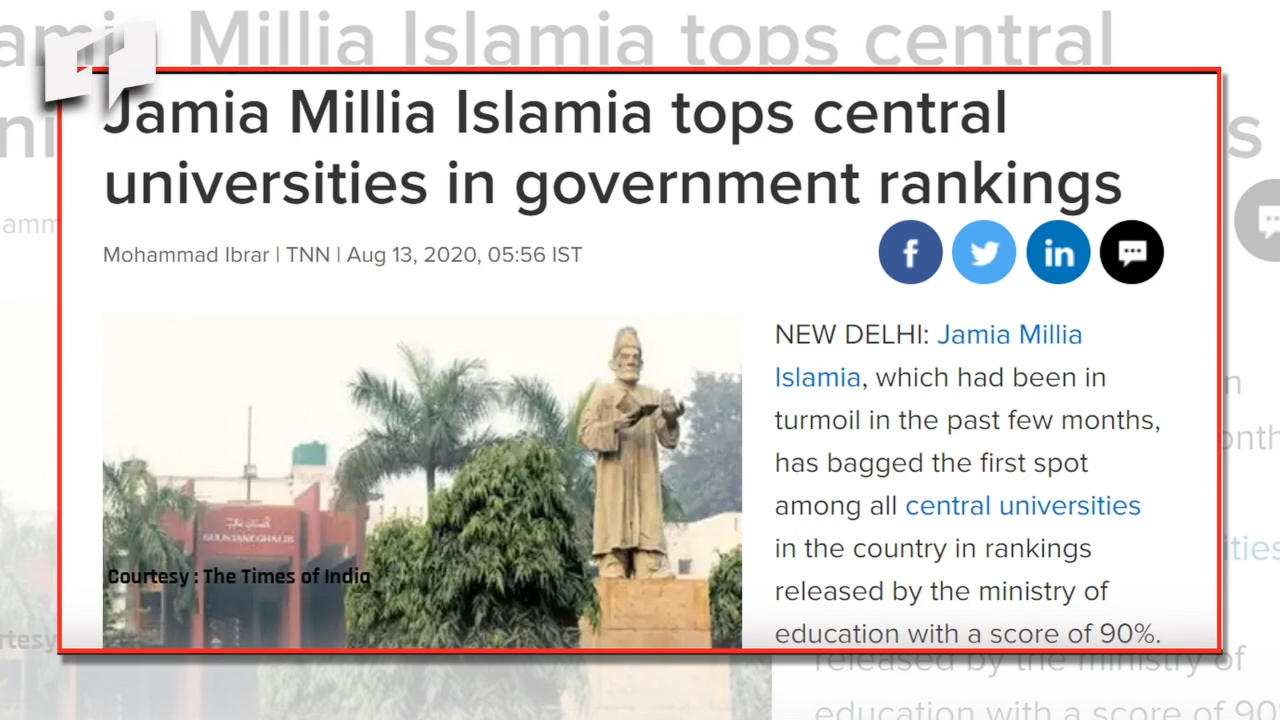 Jamia Millia Islamia tops central
universities in government rankings
Mohammad Ibrar | TNN | Aug 13, 2020, 05:56 IST
NEW DELHI: Jamia Millia
Islamia, which had been in
turmoil in the past few months,
has bagged the first spot
among all central universities
in the country in rankings
released by the ministry of
education with a score of 90%.
GULISTANE GHALIB
Courtesy : The Times of India